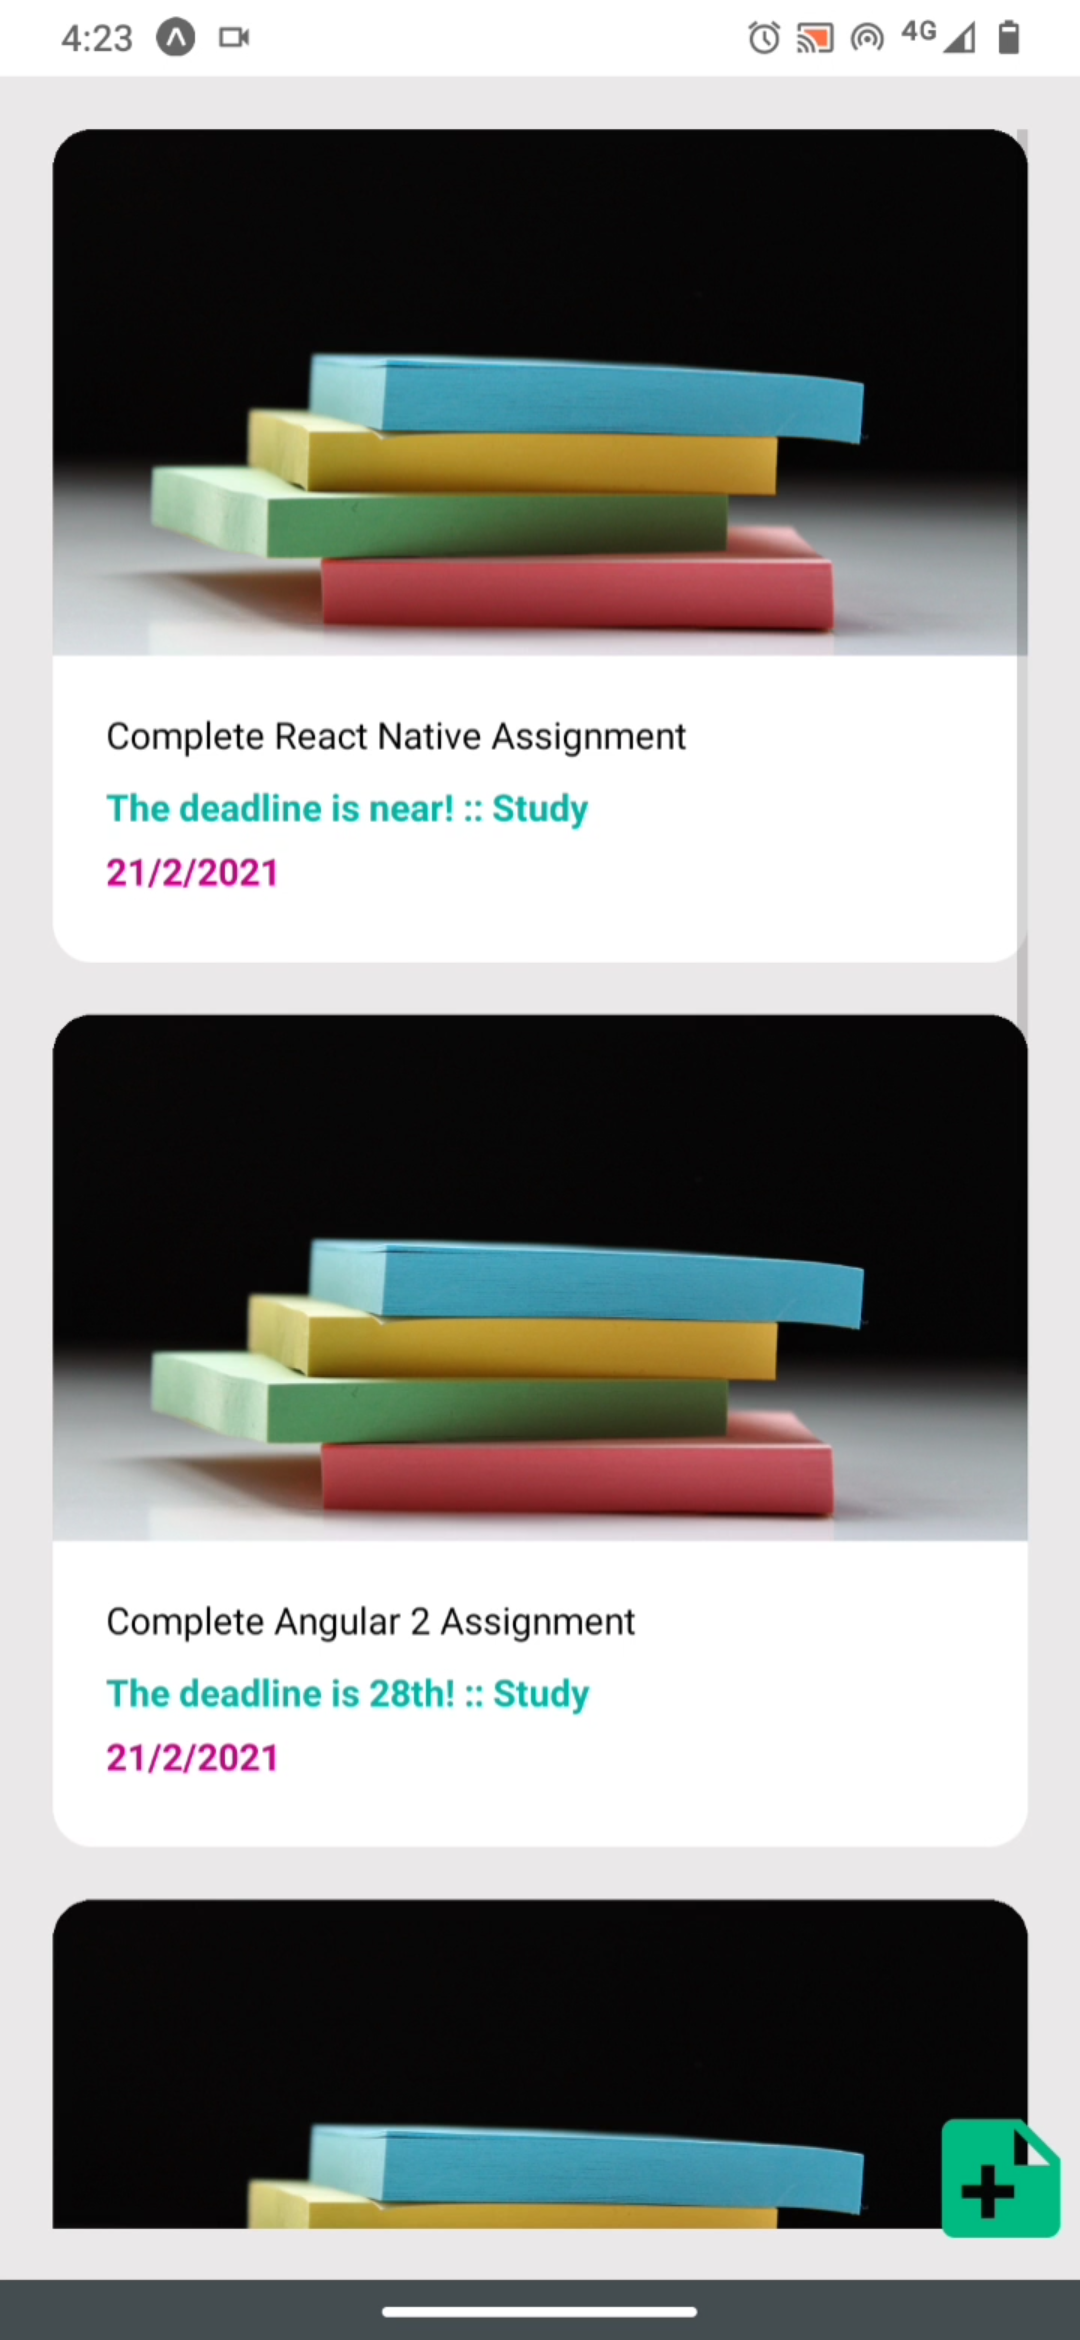 4:23 4G
Complete React Native Assignment
The deadline is near! :: Study
21/2/2021
Complete Angular 2 Assignment
The deadline is 28th! :: Study
21/2/2021